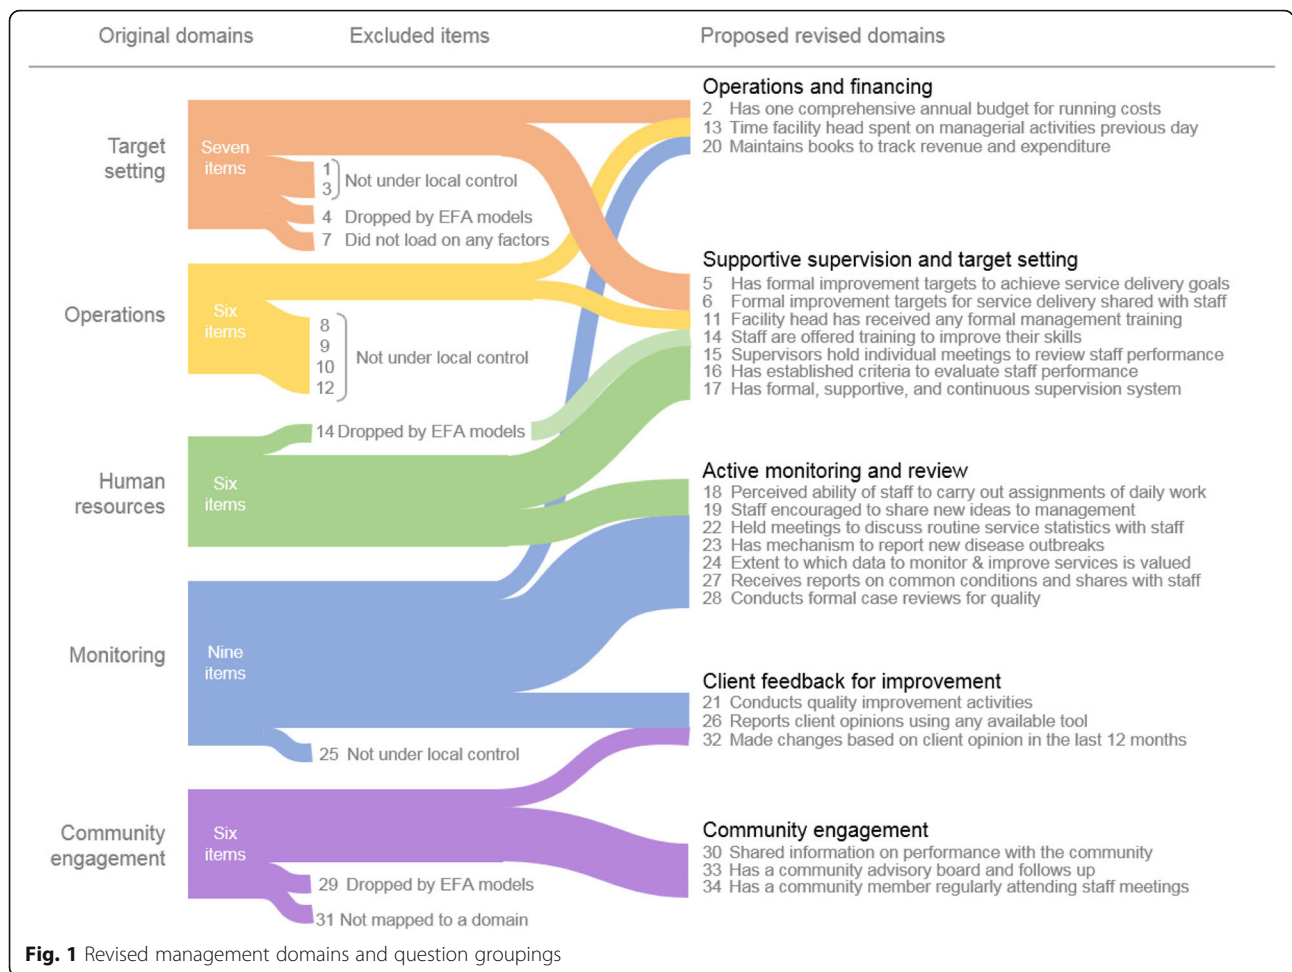 Original domains
Excluded items
Proposed revised domains
Target
setting
Seven
items
1
3
Not under local control
4 Dropped by EFA models
7 Did not load on any factors
Operations
Six
items
8
9
10
12
Not under local control
Human
resources
Six
items
14 Dropped by EFA models
Monitoring
Nine
items
25 Not under local control
Community
engagement
Six
items
29 Dropped by EFA models
31 Not mapped to a domain
Operations and financing
2 Has one comprehensive annual budget for running costs
13 Time facility head spent on managerial activities previous day
20 Maintains books to track revenue and expenditure
Supportive supervision and target setting
5 Has formal improvement targets to achieve service delivery goals
6 Formal improvement targets for service delivery shared with staff
11 Facility head has received any formal management training
14 Staff are offered training to improve their skills
15 Supervisors hold individual meetings to review staff performance
16 Has established criteria to evaluate staff performance
17 Has formal, supportive, and continuous supervision system
Active monitoring and review
18 Perceived ability of staff to carry out assignments of daily work
19 Staff encouraged to share new ideas to management
22 Held meetings to discuss routine service statistics with staff
23 Has mechanism to report new disease outbreaks
24 Extent to which data to monitor & improve services is valued
27 Receives reports on common conditions and shares with staff
28 Conducts formal case reviews for quality
Client feedback for improvement
21 Conducts quality improvement activities
26 Reports client opinions using any available tool
32 Made changes based on client opinion in the last 12 months
Community engagement
30 Shared information on performance with the community
33 Has a community advisory board and follows up
34 Has a community member regularly attending staff meetings
Fig. 1 Revised management domains and question groupings